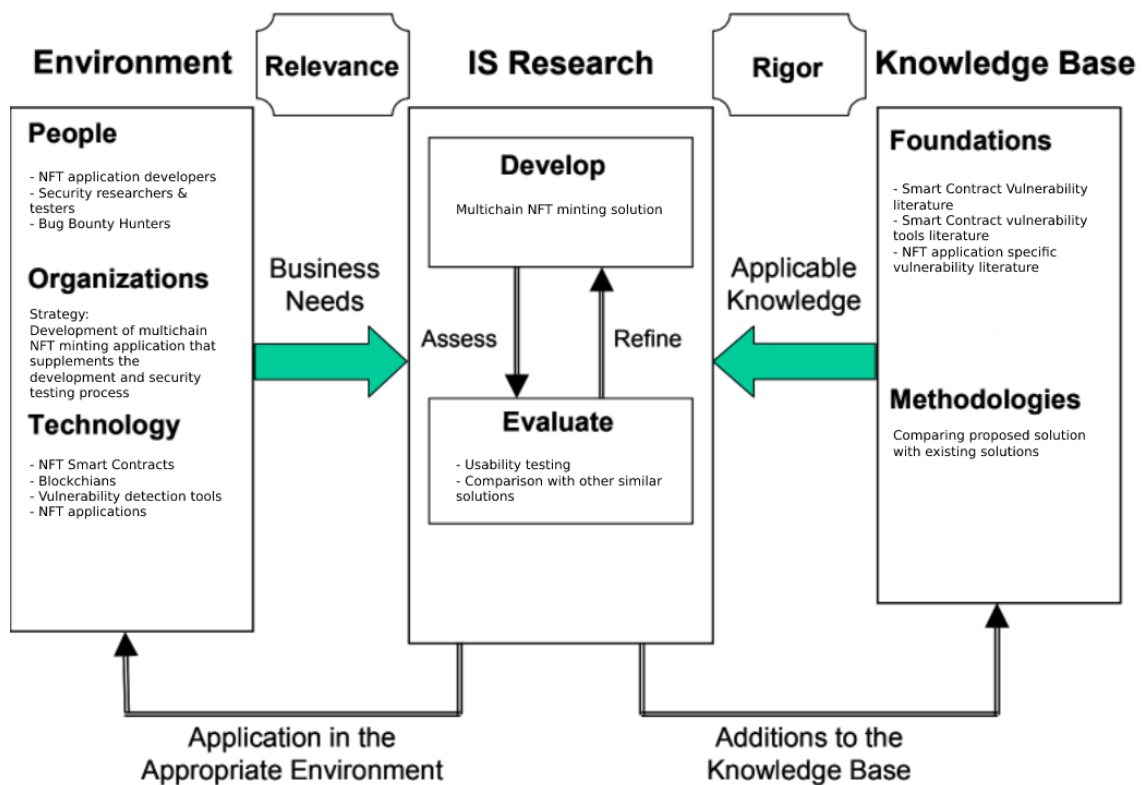 Environment
Relevance
IS Research
Rigor
Knowledge Base
People
- NFT application developers
- Security researchers &
testers
- Bug Bounty Hunters
Organizations
Strategy:
Development of multichain
NFT minting application that
supplements the
development and security
testing process
Technology
- NFT Smart Contracts
- Blockchians
- Vulnerability detection tools
- NFT applications
Business
Needs
Develop
Multichain NFT minting solution
Assess
Refine
Evaluate
- Usability testing
- Comparison with other similar
solutions
Applicable
Knowledge
Foundations
- Smart Contract Vulnerability
literature
- Smart Contract vulnerability
tools literature
- NFT application specific
vulnerability literature
Methodologies
Comparing proposed solution
with existing solutions
Application in the
Appropriate Environment
Additions to the
Knowledge Base